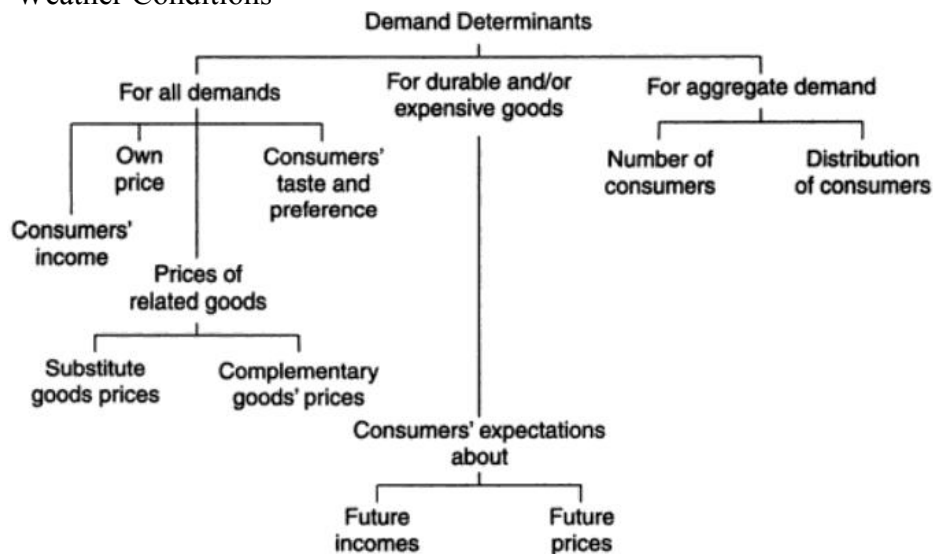 Weather Conditions
Demand Determinants
For all demands
For durable and/or
expensive goods
For aggregate demand
Own
price
Consumers'
taste and
preference
Number of
consumers
Distribution
of consumers
Consumers'
income
Prices of
related goods
Substitute
goods prices
Complementary
goods' prices
Consumers' expectations
about
Future
incomes
Future
prices